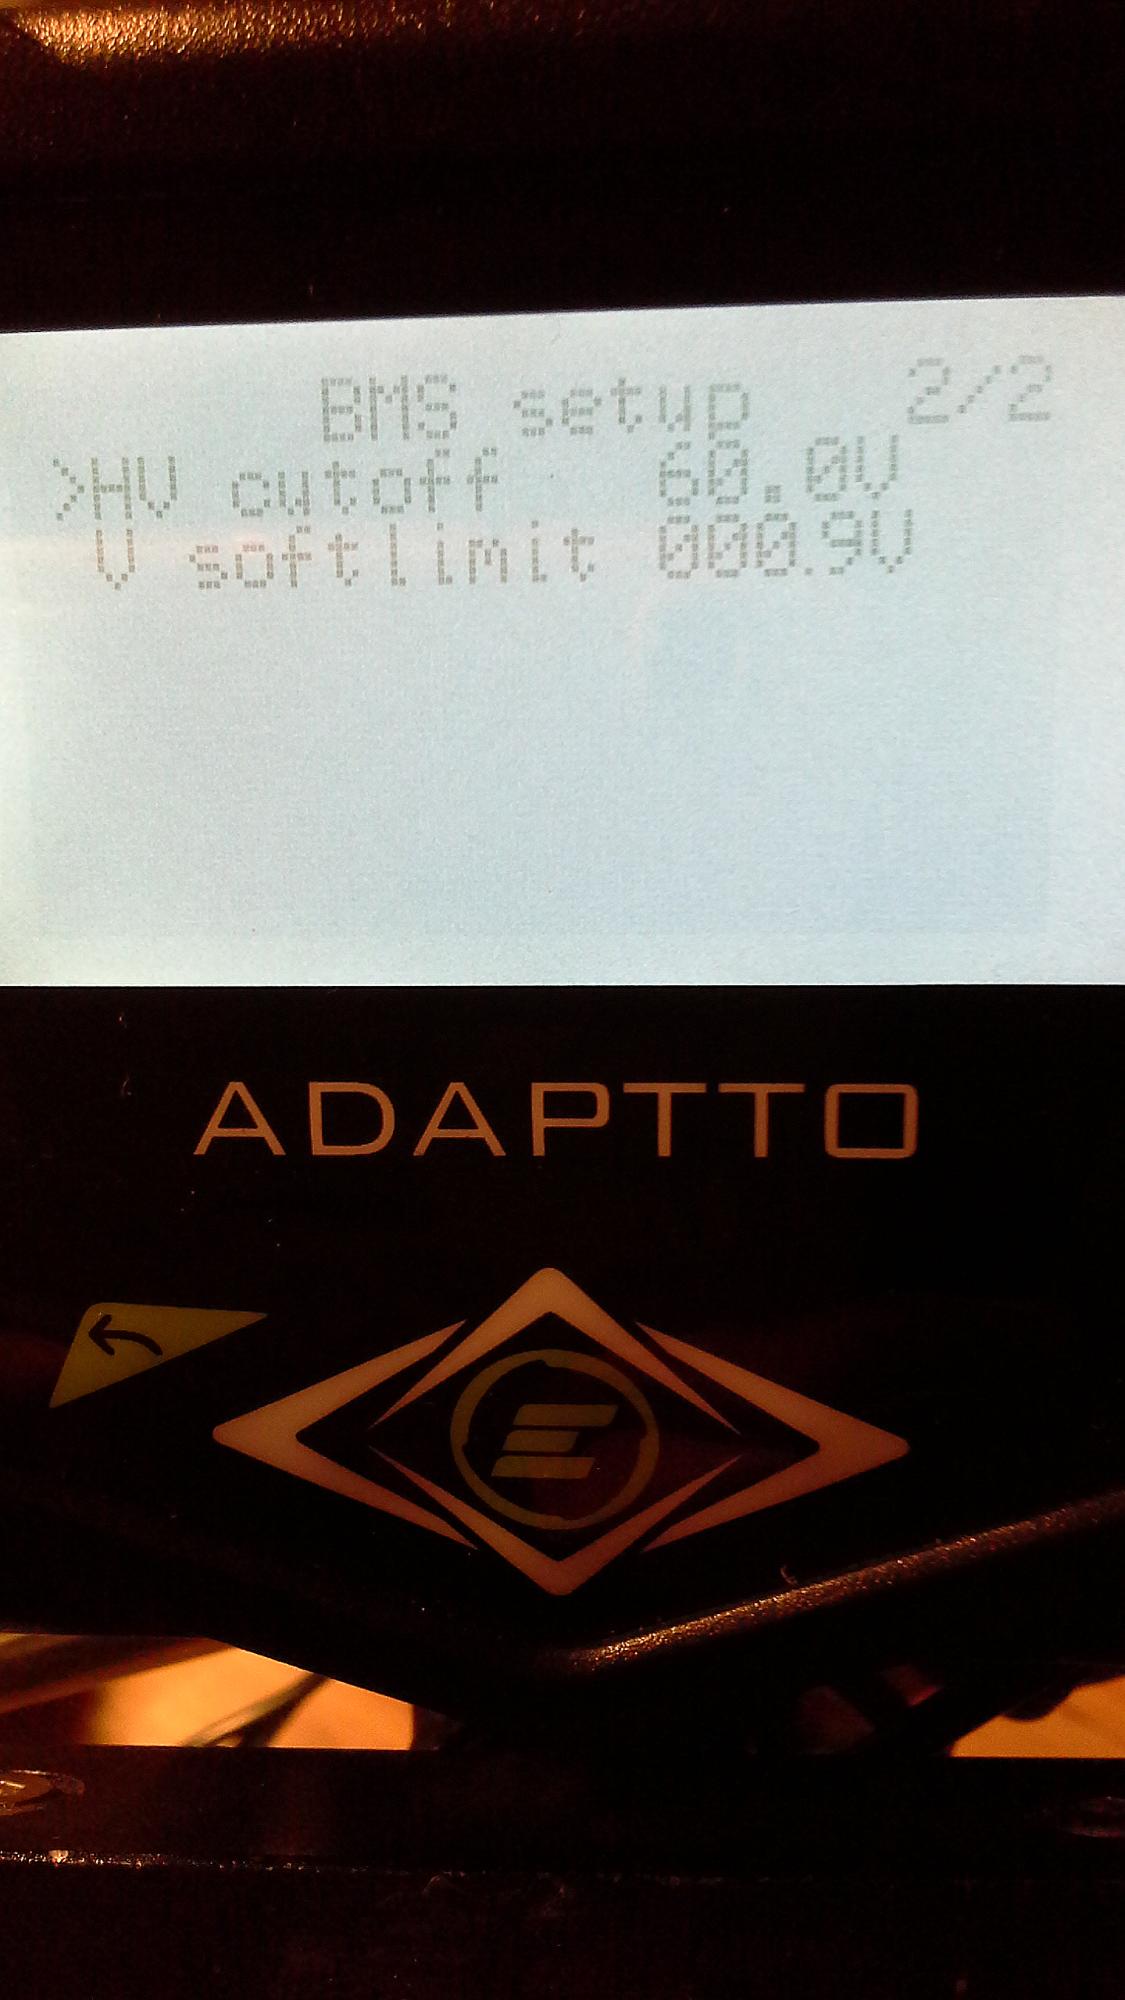 BMS setup 2/2
>HV cutoff 60.0V
V softlimit 000.9V
ADAPTTO
E